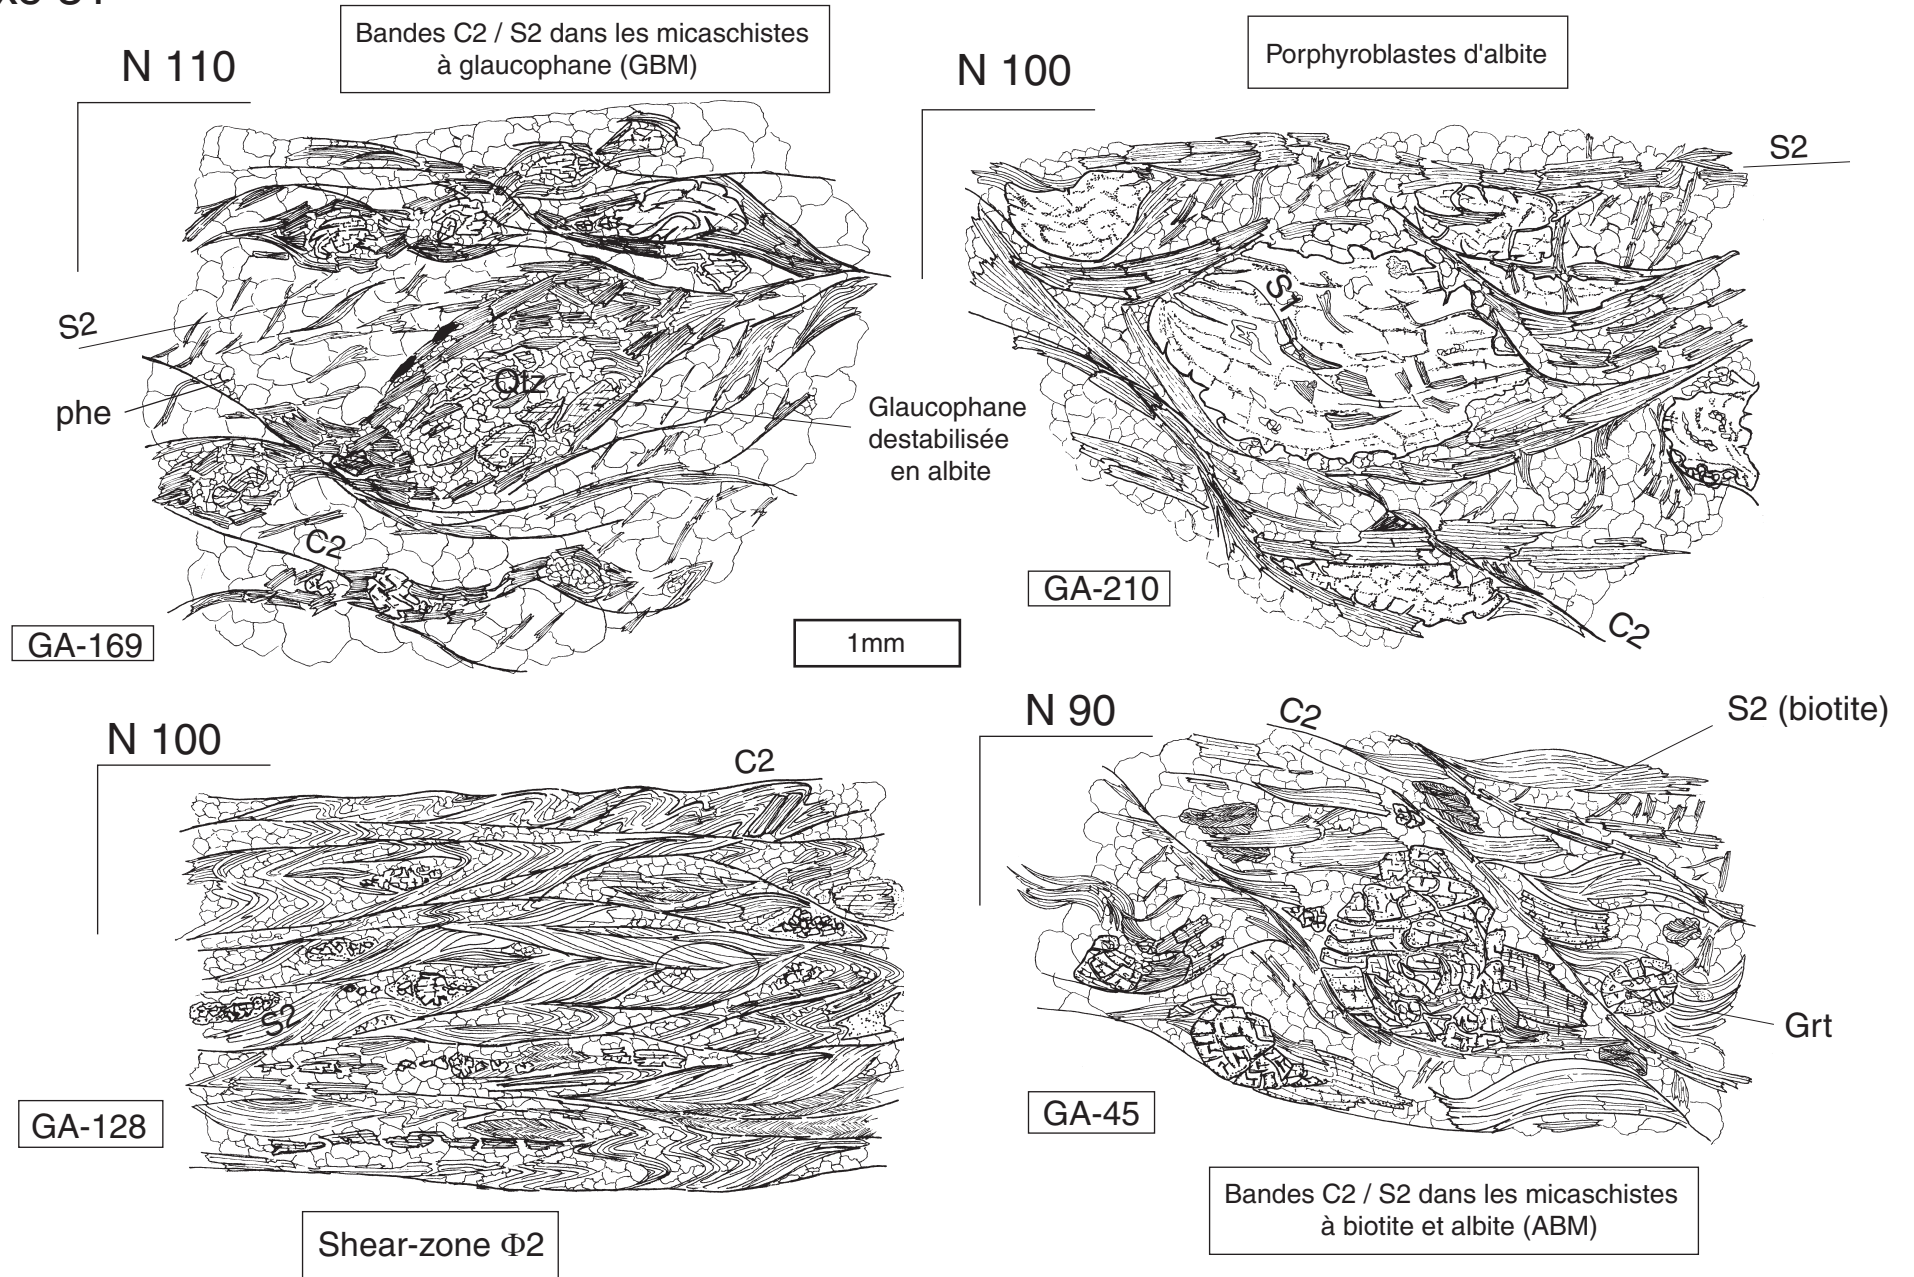 Bandes C2 / S2 dans les micaschistes
à glaucophane (GBM)
N 110
S2
phe
Qtz
Glaucophane
destabilisée
en albite
C2
GA-169
1mm
Porphyroblastes d'albite
N 100
S2
S1
GA-210
C2
N 100
C2
S2
GA-128
Shear-zone Φ2
N 90
C2
S2 (biotite)
Grt
GA-45
Bandes C2 / S2 dans les micaschistes
à biotite et albite (ABM)